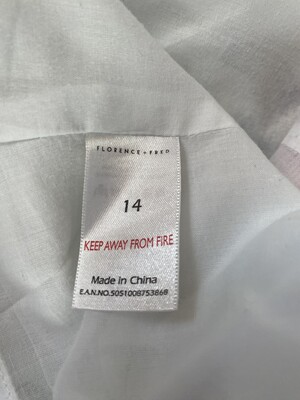 FLORENCE + FRED
14
KEEP AWAY FROM FIRE
Made in China
E.A.N.NO.5051008753868